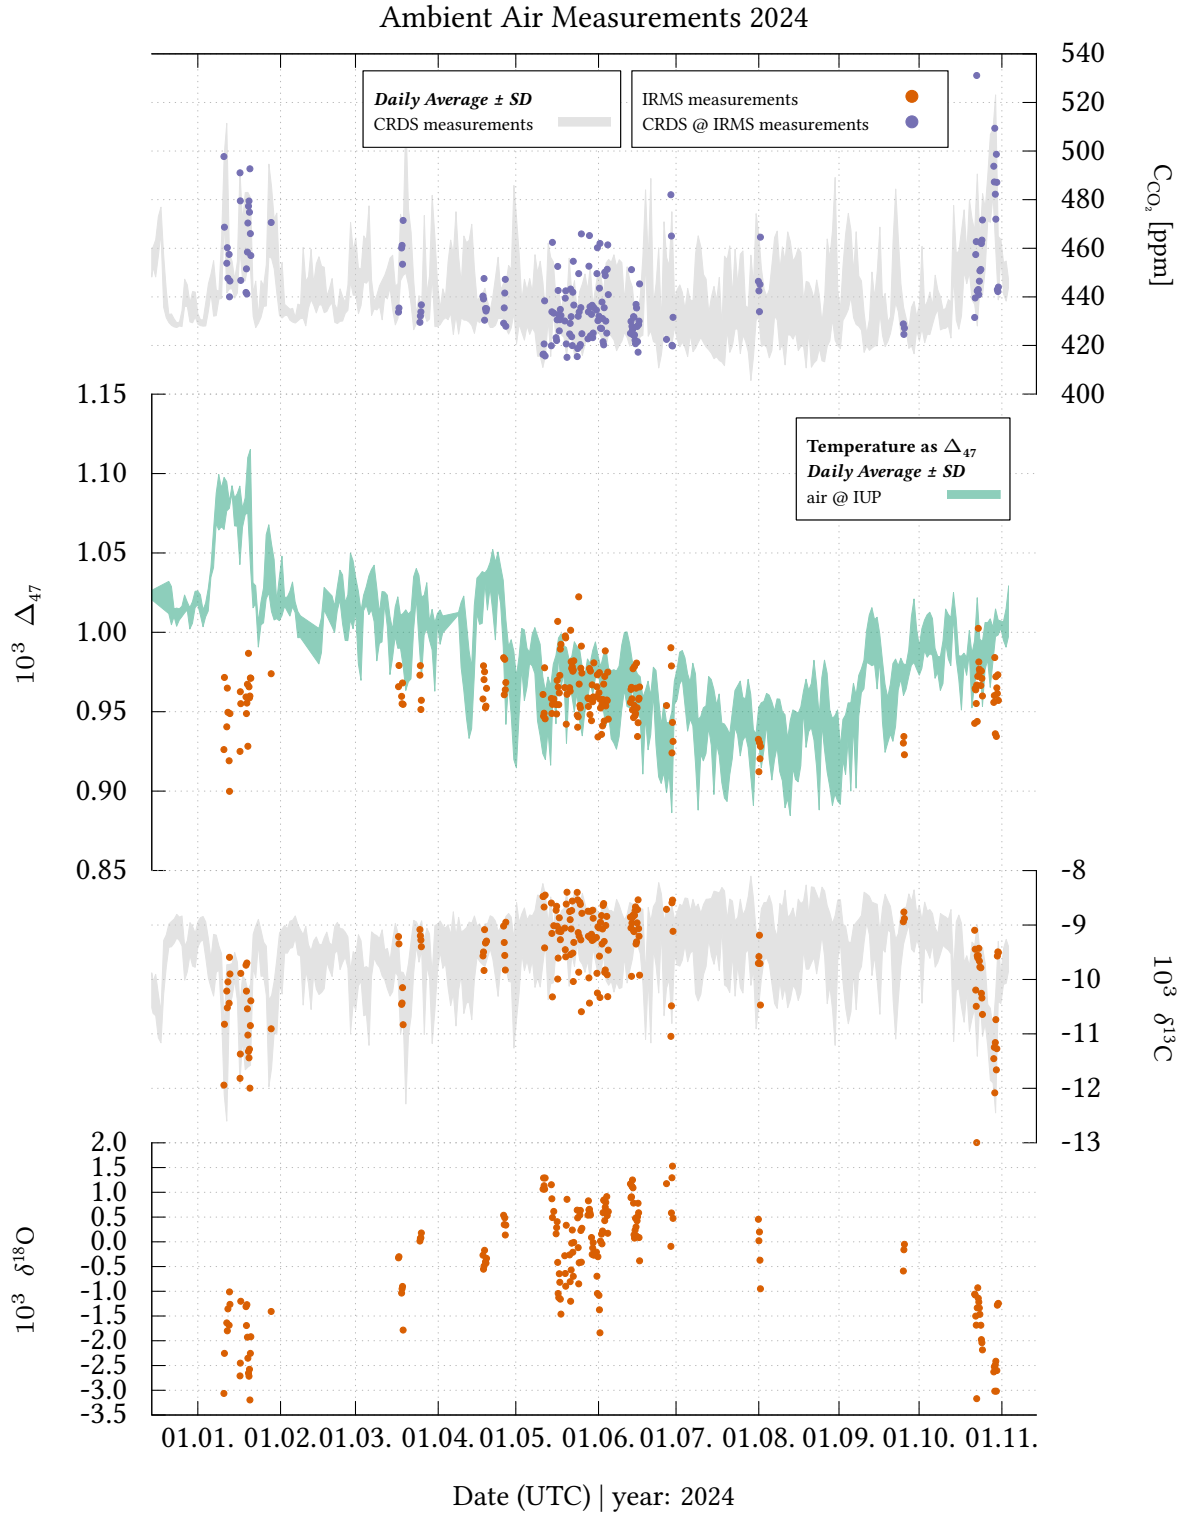 Ambient Air Measurements 2024
Daily Average ± SD
CRDS measurements
IRMS measurements
CRDS @ IRMS measurements
540
520
500
480
460
440
420
400
C_CO₂ [ppm]
1.15
1.10
1.05
1.00
0.95
0.90
0.85
10³ Δ₄₇
Temperature as Δ₄₇
Daily Average ± SD
air @ IUP
-8
-9
-10
-11
-12
-13
10³ δ¹³C
2.0
1.5
1.0
0.5
0.0
-0.5
-1.0
-1.5
-2.0
-2.5
-3.0
-3.5
10³ δ¹⁸O
01.01. 01.02. 01.03. 01.04. 01.05. 01.06. 01.07. 01.08. 01.09. 01.10. 01.11.
Date (UTC) | year: 2024